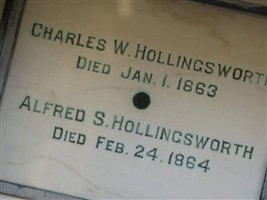 CHARLES W. HOLLINGSWORTH
DIED JAN. 1. 1863
ALFRED S. HOLLINGSWORTH
DIED FEB. 24. 1864